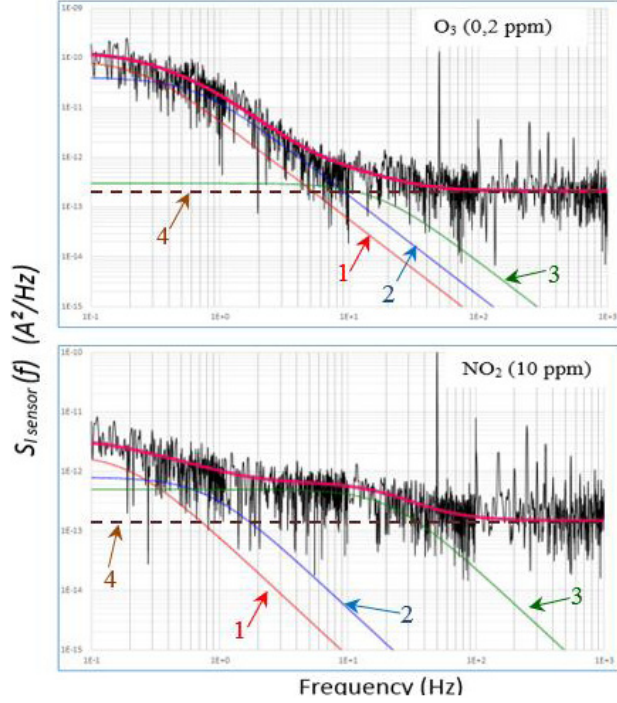 1E-9
O₃ (0,2 ppm)
1E-10
1E-11
1E-12
1E-13
4
1
2
3
1E-14
1E-15
1E-1 1E+0 1E+1 1E+2 1E+3
S I sensor (f) (A²/Hz)
1E-10
NO₂ (10 ppm)
1E-11
1E-12
1E-13
4
1
2
3
1E-14
1E-15
1E-1 1E+0 1E+1 1E+2 1E+3
Frequency (Hz)